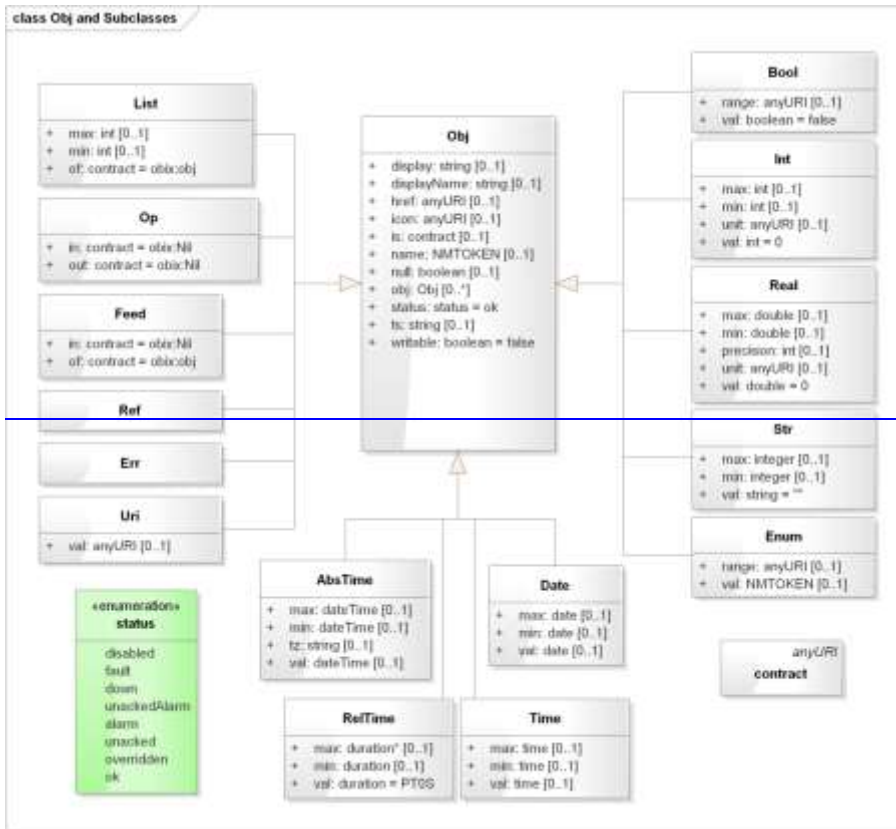 class Obj and Subclasses
List
+ max: int [0..1]
+ min: int [0..1]
+ of: contract = obix:obj
Op
+ in: contract = obix:Nil
+ out: contract = obix:Nil
Feed
+ in: contract = obix:Nil
+ of: contract = obix:obj
Ref
Err
Uri
+ val: anyURI [0..1]
Obj
+ display: string [0..1]
+ displayName: string [0..1]
+ href: anyURI [0..1]
+ icon: anyURI [0..1]
+ is: contract [0..1]
+ name: NMTOKEN [0..1]
+ null: boolean [0..1]
+ obj: Obj [0..*]
+ status: status = ok
+ ts: string [0..1]
+ writable: boolean = false
Bool
+ range: anyURI [0..1]
+ val: boolean = false
Int
+ max: int [0..1]
+ min: int [0..1]
+ unit: anyURI [0..1]
+ val: int = 0
Real
+ max: double [0..1]
+ min: double [0..1]
+ precision: int [0..1]
+ unit: anyURI [0..1]
+ val: double = 0
Str
+ max: integer [0..1]
+ min: integer [0..1]
+ val: string = ""
Enum
+ range: anyURI [0..1]
+ val: NMTOKEN [0..1]
«enumeration»
status
disabled
fault
down
unackedAlarm
alarm
unacked
overridden
ok
AbsTime
+ max: dateTime [0..1]
+ min: dateTime [0..1]
+ tz: string [0..1]
+ val: dateTime [0..1]
Date
+ max: date [0..1]
+ min: date [0..1]
+ val: date [0..1]
RelTime
+ max: duration* [0..1]
+ min: duration [0..1]
+ val: duration = PT0S
Time
+ max: time [0..1]
+ min: time [0..1]
+ val: time [0..1]
anyURI
contract